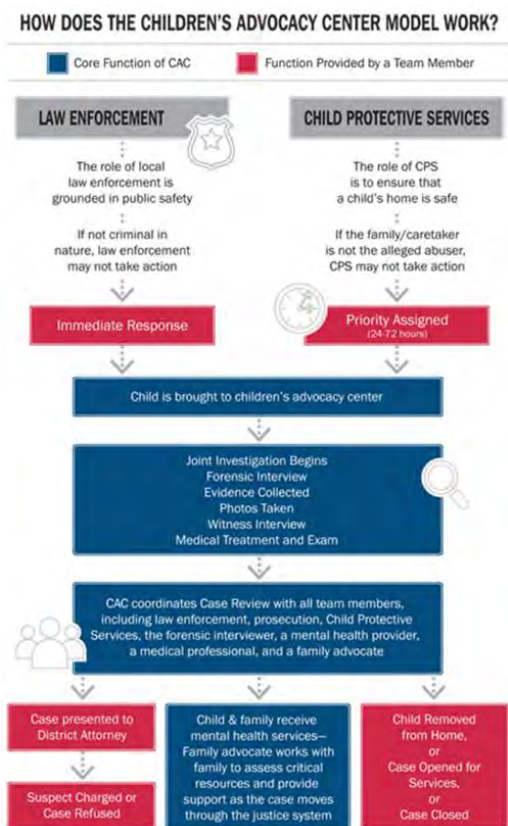 HOW DOES THE CHILDREN'S ADVOCACY CENTER MODEL WORK?
Core Function of CAC
Function Provided by a Team Member
LAW ENFORCEMENT
The role of local
law enforcement is
grounded in public safety
If not criminal in
nature, law enforcement
may not take action
Immediate Response
CHILD PROTECTIVE SERVICES
The role of CPS
is to ensure that
a child's home is safe
If the family/caretaker
is not the alleged abuser,
CPS may not take action
Priority Assigned
(24-72 hours)
Child is brought to children's advocacy center
Joint Investigation Begins
Forensic Interview
Evidence Collected
Photos Taken
Witness Interview
Medical Treatment and Exam
CAC coordinates Case Review with all team members,
including law enforcement, prosecution, Child Protective
Services, the forensic interviewer, a mental health provider,
a medical professional, and a family advocate
Case presented to
District Attorney
Suspect Charged or
Case Refused
Child & family receive
mental health services—
Family advocate works with
family to assess critical
resources and provide
support as the case moves
through the justice system
Child Removed
from Home,
or
Case Opened for
Services,
or
Case Closed